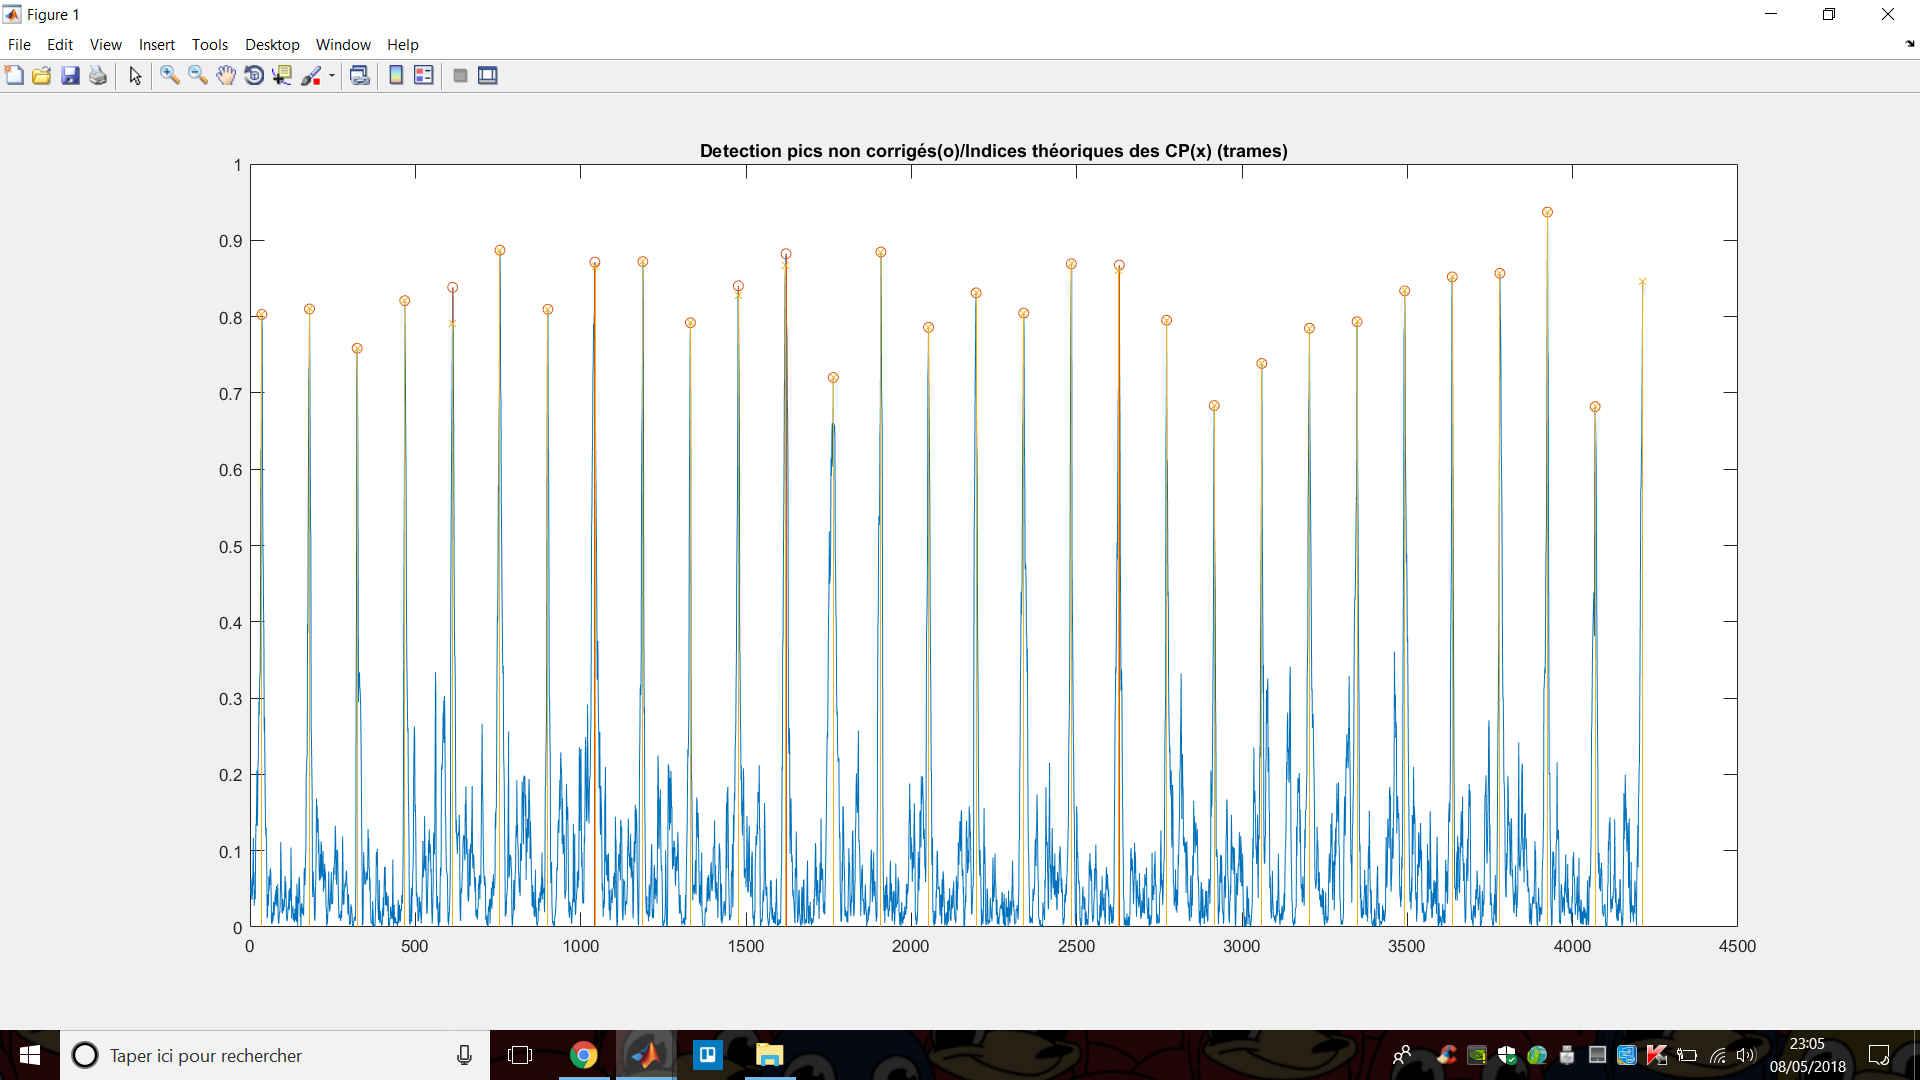 Figure 1
File Edit View Insert Tools Desktop Window Help
Detection pics non corrigés(o)/Indices théoriques des CP(x) (trames)
1
0.9
0.8
0.7
0.6
0.5
0.4
0.3
0.2
0.1
0
0 500 1000 1500 2000 2500 3000 3500 4000 4500
Taper ici pour rechercher
23:05
08/05/2018